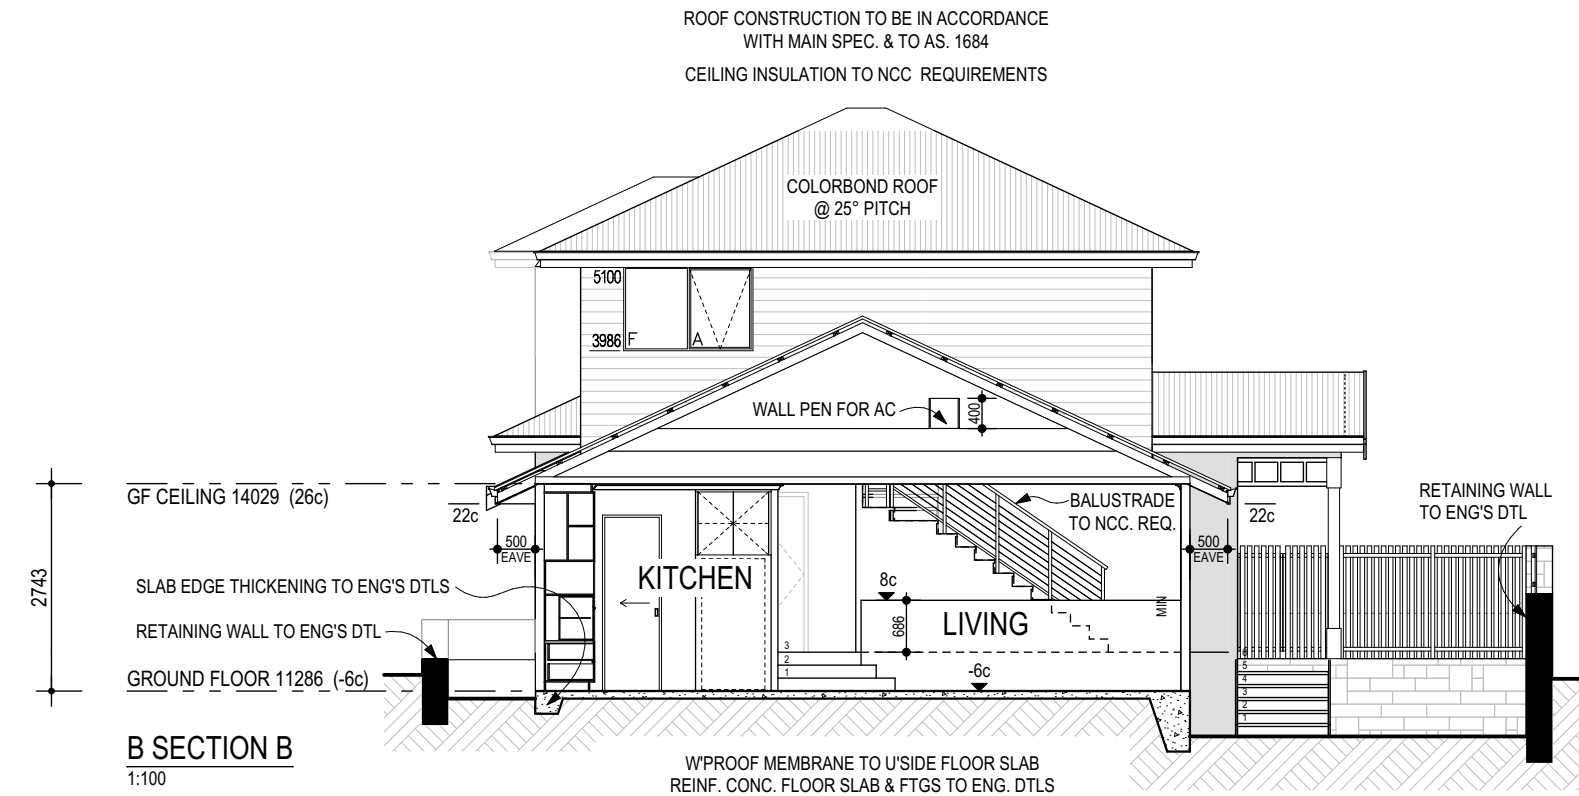 ROOF CONSTRUCTION TO BE IN ACCORDANCE
WITH MAIN SPEC. & TO AS. 1684
CEILING INSULATION TO NCC REQUIREMENTS
COLORBOND ROOF
@ 25° PITCH
5100
3986
F
A
WALL PEN FOR AC
400
GF CEILING 14029 (26c)
22c
500
EAVE
BALUSTRADE
TO NCC. REQ.
22c
500
EAVE
RETAINING WALL
TO ENG'S DTL
2743
KITCHEN
SLAB EDGE THICKENING TO ENG'S DTLS
8c
686
LIVING
MIN
RETAINING WALL TO ENG'S DTL
3
2
1
GROUND FLOOR 11286 (-6c)
-6c
6
5
4
3
2
1
B SECTION B
1:100
W'PROOF MEMBRANE TO U'SIDE FLOOR SLAB
REINF. CONC. FLOOR SLAB & FTGS TO ENG. DTLS